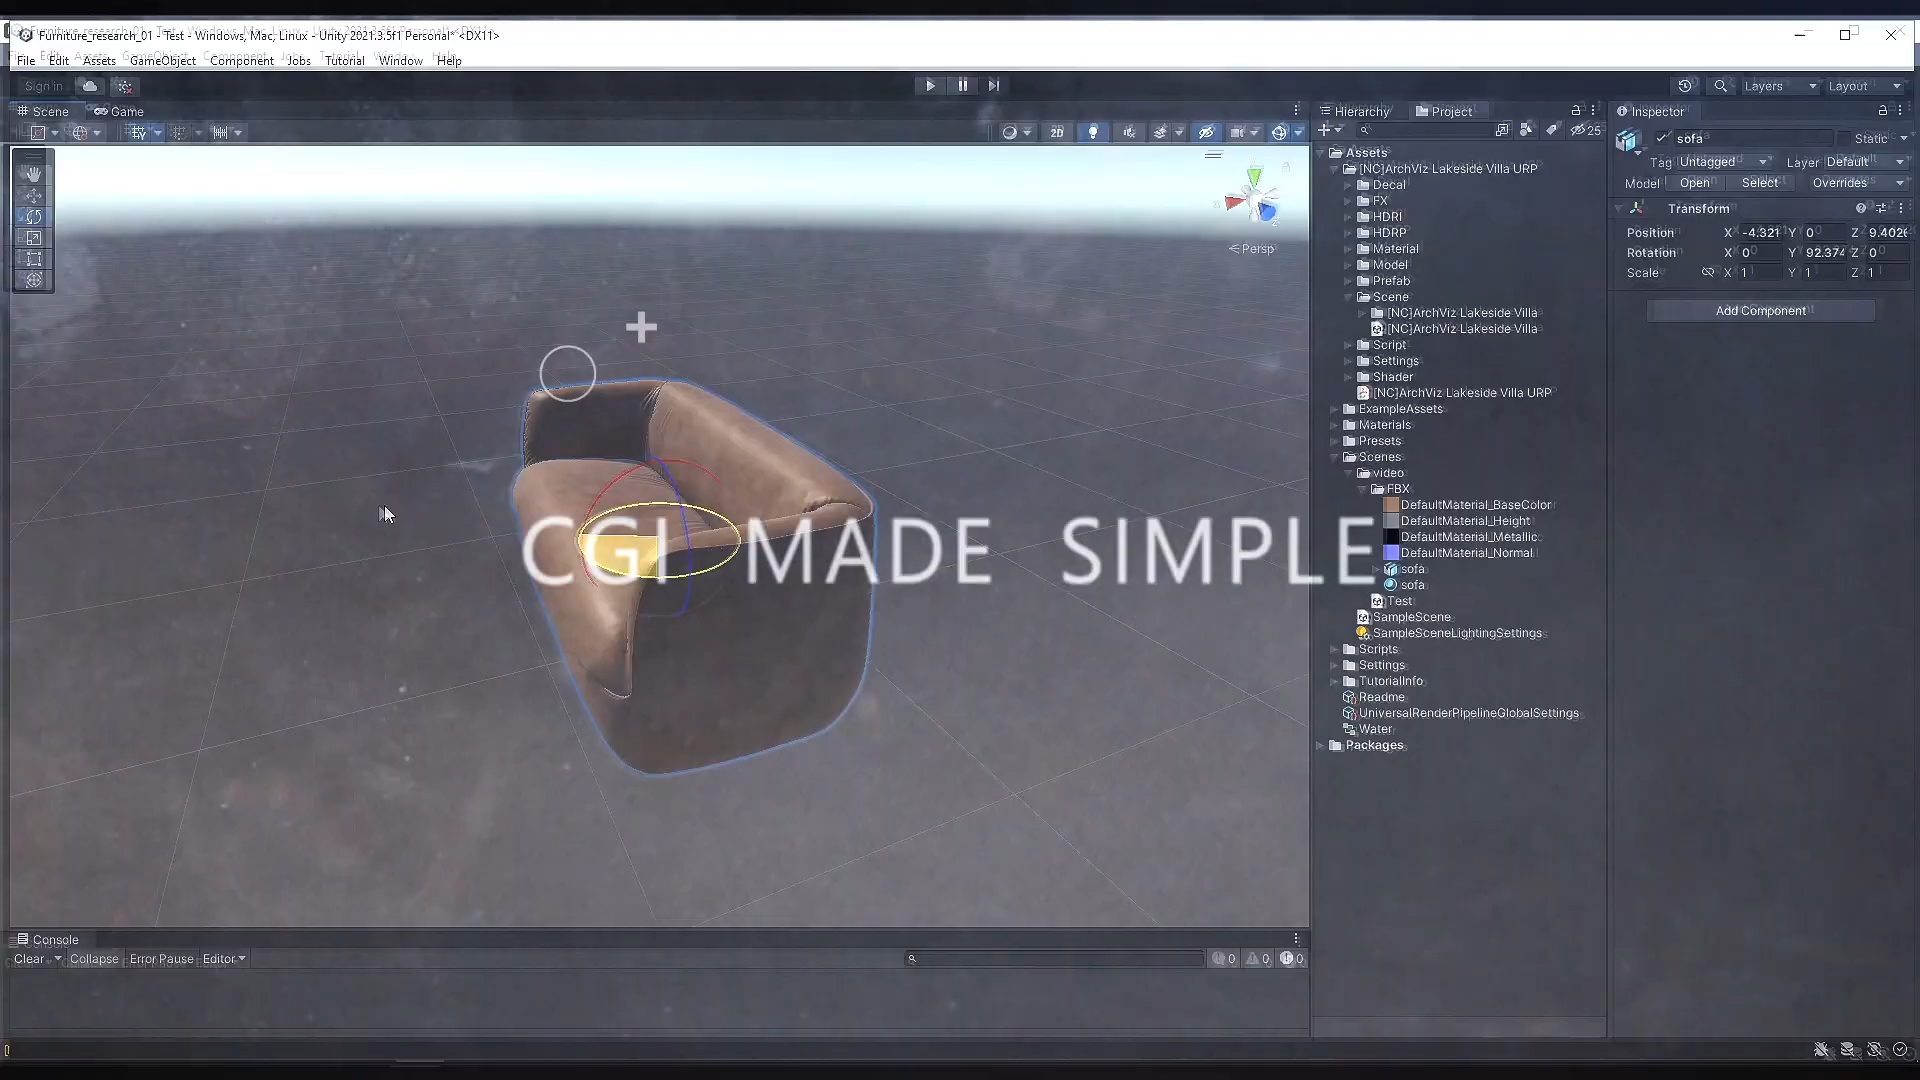 Furniture_research_01 - Test - Windows, Mac, Linux - Unity 2021.3.5f1 Personal* <DX11>
File Edit Assets GameObject Component Jobs Tutorial Window Help
Sign in
Layers Layout
Scene Game
2D
Persp
CGI MADE SIMPLE
Hierarchy Project
25
Assets
[NC]ArchViz Lakeside Villa URP
Decal
FX
HDRI
HDRP
Material
Model
Prefab
Scene
[NC]ArchViz Lakeside Villa
[NC]ArchViz Lakeside Villa
Script
Settings
Shader
[NC]ArchViz Lakeside Villa URP
ExampleAssets
Materials
Presets
Scenes
video
FBX
DefaultMaterial_BaseColor
DefaultMaterial_Height
DefaultMaterial_Metallic
DefaultMaterial_Normal
sofa
sofa
Test
SampleScene
SampleSceneLightingSettings
Scripts
Settings
TutorialInfo
Readme
UniversalRenderPipelineGlobalSettings
Water
Packages
Inspector
sofa Static
Tag Untagged Layer Default
Model Open Select Overrides
Transform
Position X -4.321 Y 0 Z 9.402
Rotation X 0 Y 92.374 Z 0
Scale X 1 Y 1 Z 1
Add Component
Console
Clear Collapse Error Pause Editor
0 0 0